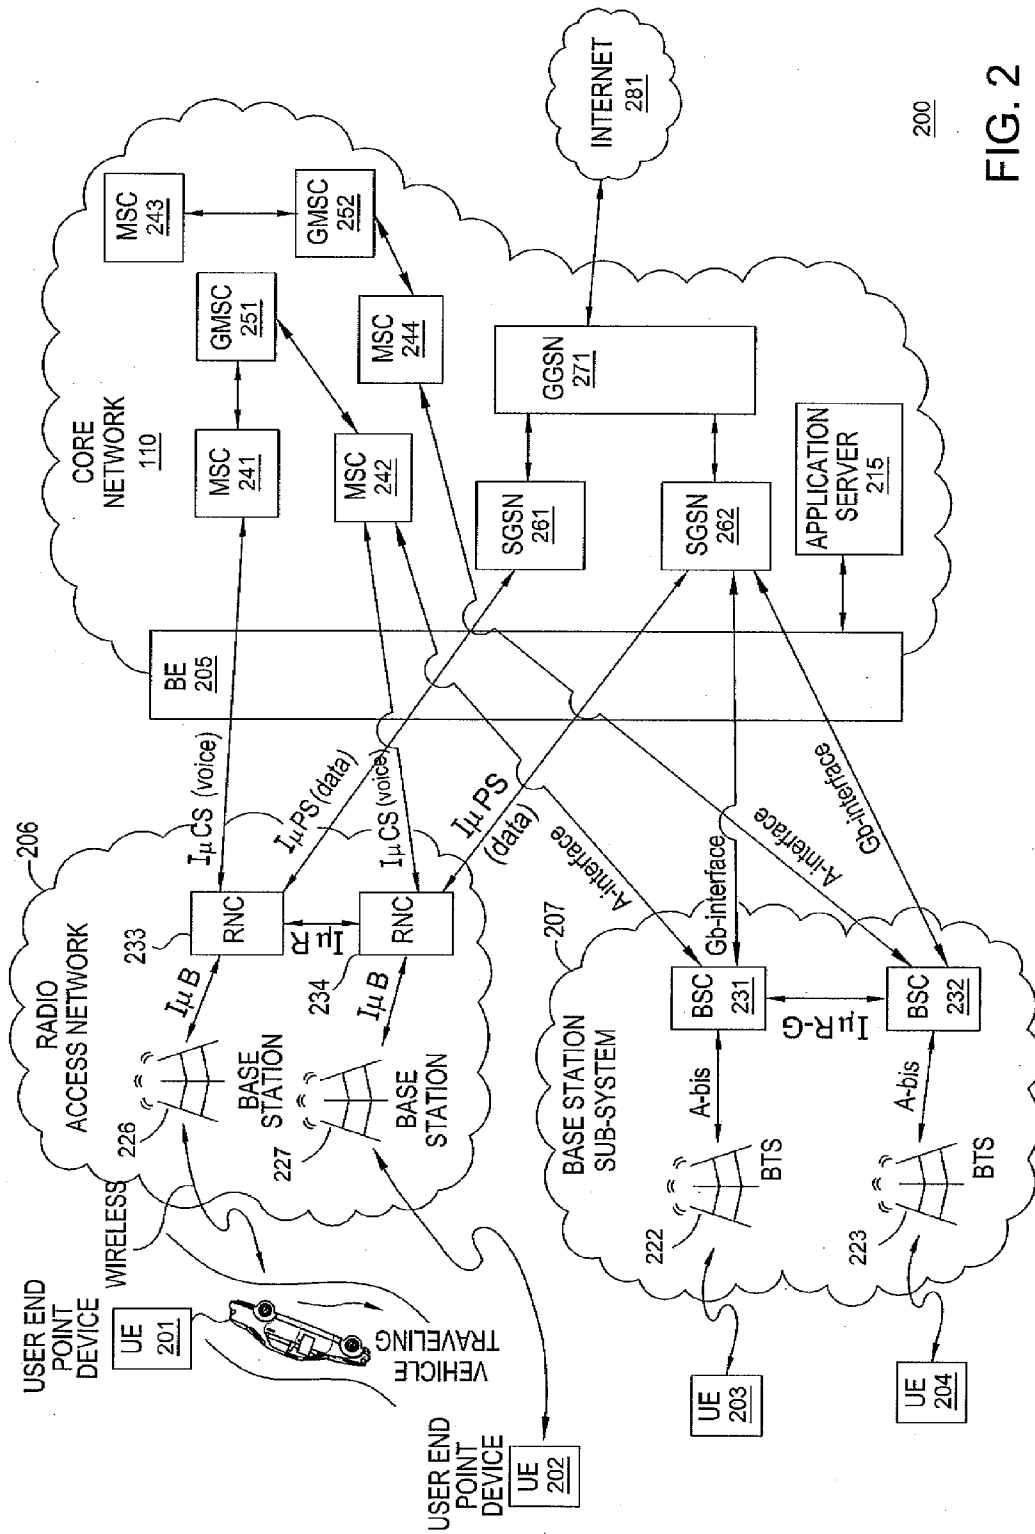 USER END
POINT
DEVICE
UE
201
WIRELESS
VEHICLE
TRAVELING
USER END
POINT
DEVICE
UE
202
UE
203
UE
204
RADIO
ACCESS NETWORK
206
226
BASE
STATION
227
BASE
STATION
IμB
IμB
233
RNC
IμR
234
RNC
BASE STATION
SUB-SYSTEM
207
222
BTS
223
BTS
A-bis
A-bis
BSC
231
IμR-G
BSC
232
IμCS (voice)
IμPS (data)
IμCS (voice)
IμPS
(data)
A-interface
Gb-interface
A-interface
Gb-interface
BE
205
CORE
NETWORK
110
MSC
241
MSC
242
GMSC
251
MSC
243
GMSC
252
MSC
244
SGSN
261
SGSN
262
GGSN
271
APPLICATION
SERVER
215
INTERNET
281
200
FIG. 2